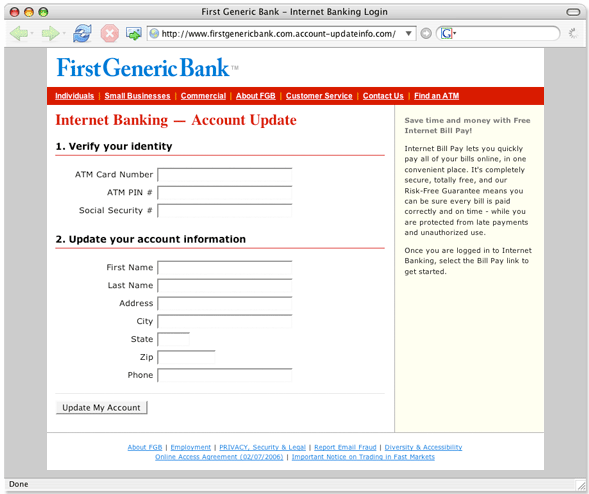 First Generic Bank – Internet Banking Login
http://www.firstgenericbank.com.account-updateinfo.com/
G
First Generic Bank™
Individuals | Small Businesses | Commercial | About FGB | Customer Service | Contact Us | Find an ATM
Internet Banking — Account Update
1. Verify your identity
ATM Card Number
ATM PIN #
Social Security #
2. Update your account information
First Name
Last Name
Address
City
State
Zip
Phone
Update My Account
Save time and money with Free
Internet Bill Pay!
Internet Bill Pay lets you quickly
pay all of your bills online, in one
convenient place. It's completely
secure, totally free, and our
Risk-Free Guarantee means you
can be sure every bill is paid
correctly and on time - while you
are protected from late payments
and unauthorized use.
Once you are logged in to Internet
Banking, select the Bill Pay link to
get started.
About FGB | Employment | PRIVACY, Security & Legal | Report Email Fraud | Diversity & Accessibility
Online Access Agreement (02/07/2006) | Important Notice on Trading in Fast Markets
Done